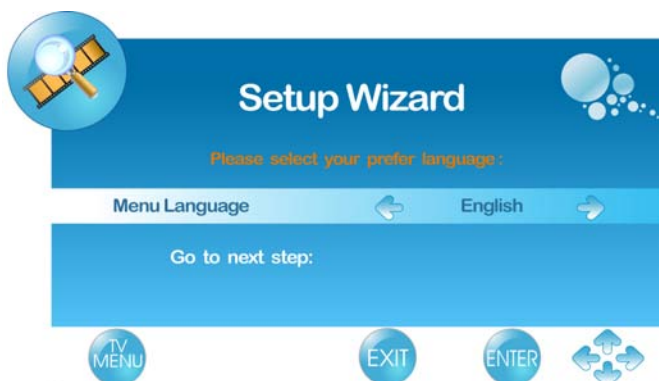 Setup Wizard
Please select your prefer language :
Menu Language English
Go to next step:
TV
MENU
EXIT
ENTER